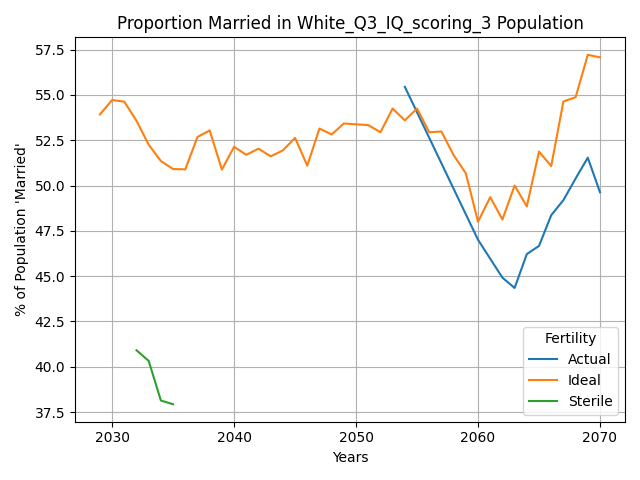 Proportion Married in White_Q3_IQ_scoring_3 Population
57.5
55.0
52.5
50.0
47.5
45.0
42.5
40.0
37.5
% of Population 'Married'
2030 2040 2050 2060 2070
Years
Fertility
Actual
Ideal
Sterile